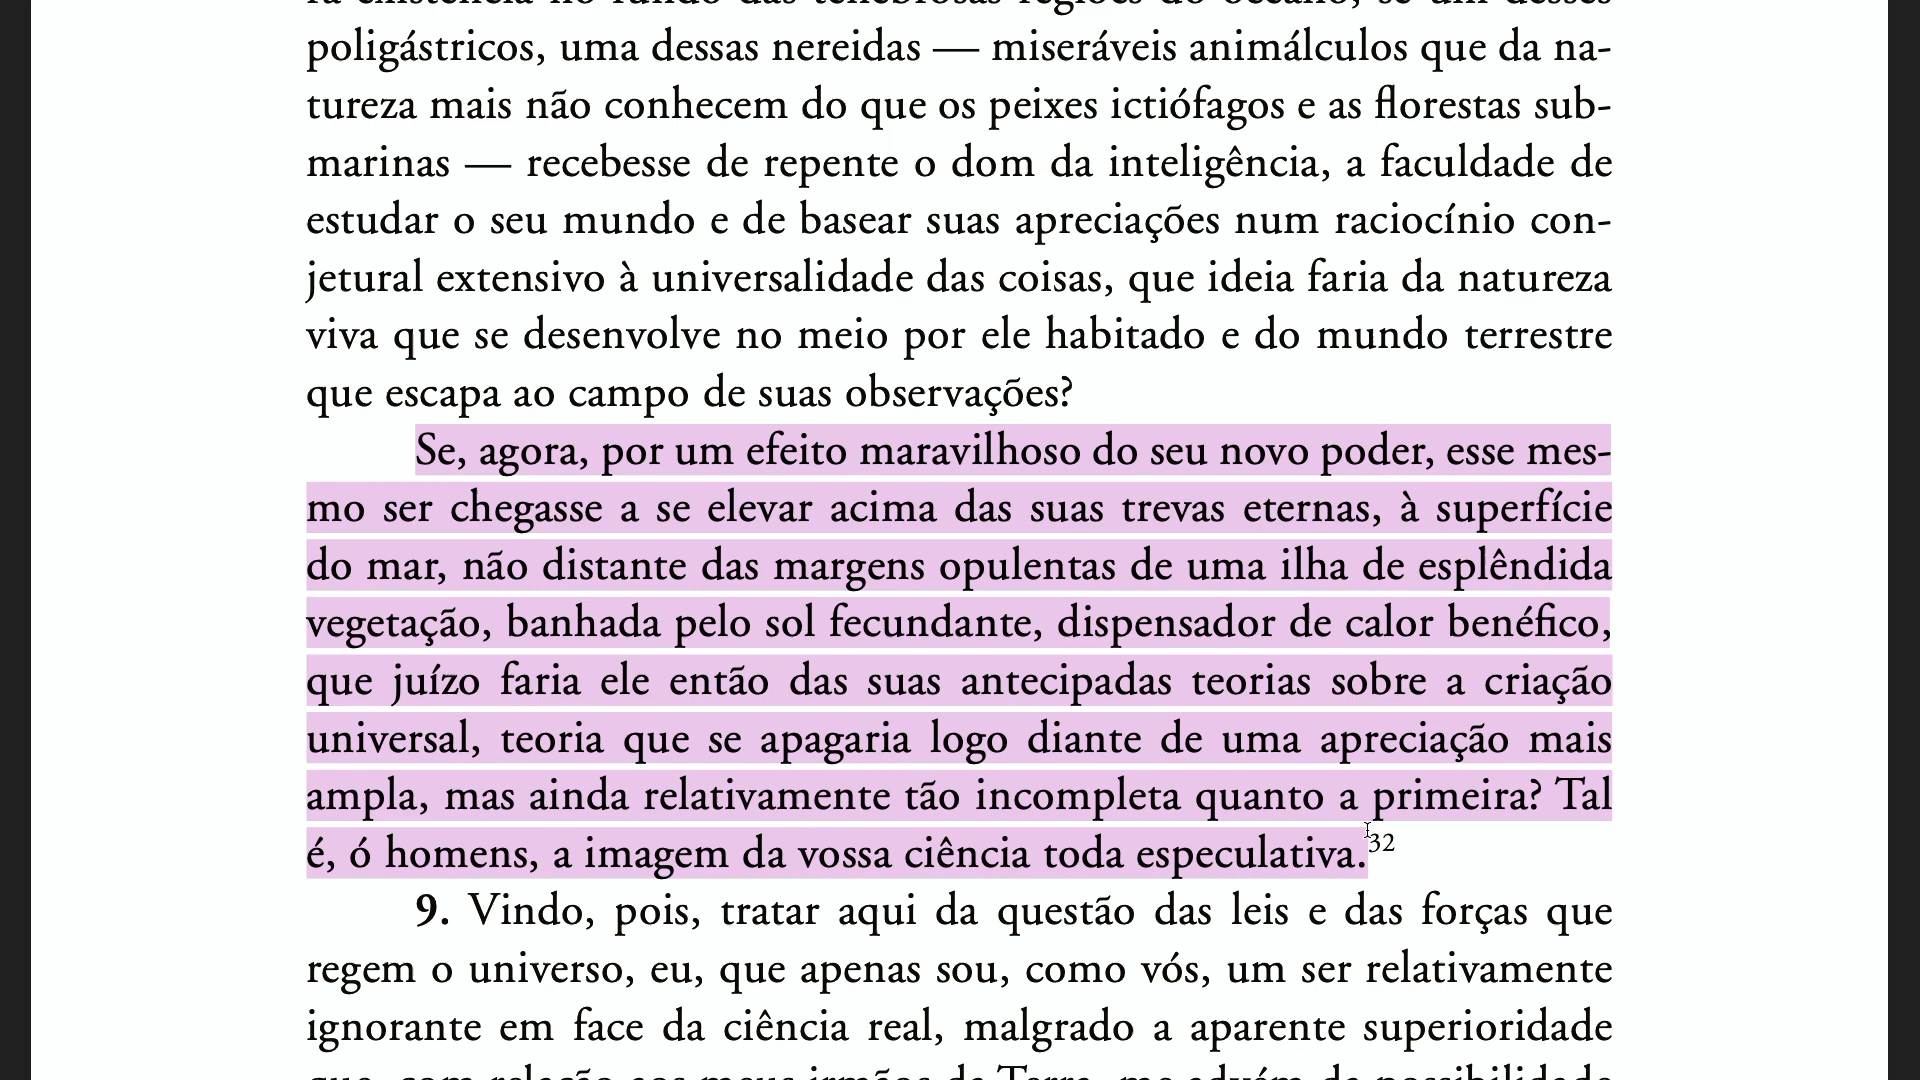 poligástricos, uma dessas nereidas — miseráveis animálculos que da na-
tureza mais não conhecem do que os peixes ictiófagos e as florestas sub-
marinas — recebesse de repente o dom da inteligência, a faculdade de
estudar o seu mundo e de basear suas apreciações num raciocínio con-
jetural extensivo à universalidade das coisas, que ideia faria da natureza
viva que se desenvolve no meio por ele habitado e do mundo terrestre
que escapa ao campo de suas observações?
Se, agora, por um efeito maravilhoso do seu novo poder, esse mes-
mo ser chegasse a se elevar acima das suas trevas eternas, à superfície
do mar, não distante das margens opulentas de uma ilha de esplêndida
vegetação, banhada pelo sol fecundante, dispensador de calor benéfico,
que juízo faria ele então das suas antecipadas teorias sobre a criação
universal, teoria que se apagaria logo diante de uma apreciação mais
ampla, mas ainda relativamente tão incompleta quanto a primeira? Tal
é, ó homens, a imagem da vossa ciência toda especulativa.32
9. Vindo, pois, tratar aqui da questão das leis e das forças que
regem o universo, eu, que apenas sou, como vós, um ser relativamente
ignorante em face da ciência real, malgrado a aparente superioridade